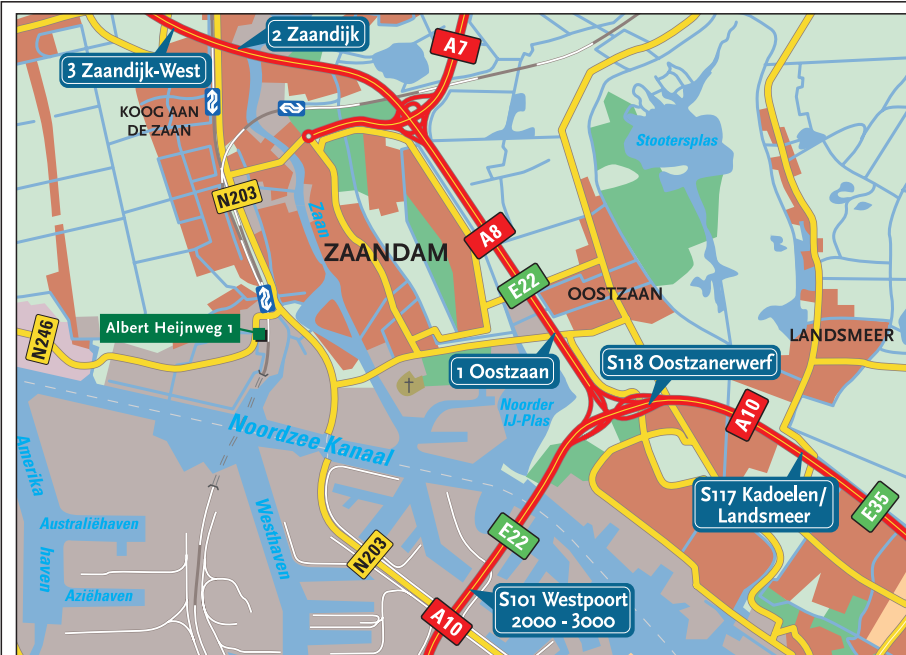 2 Zaandijk
A7
3 Zaandijk-West
KOOG AAN
DE ZAAN
Stootersplas
N203
Zaan
A8
ZAANDAM
E22
OOSTZAAN
Albert Heijnweg 1
N246
LANDSMEER
1 Oostzaan
S118 Oostzanerwerf
Noorder
IJ-Plas
A10
Noordzee Kanaal
Amerika
haven
S117 Kadoelen/
Landsmeer
E35
Australiëhaven
Westhaven
E22
N203
Aziëhaven
S101 Westpoort
2000 - 3000
A10